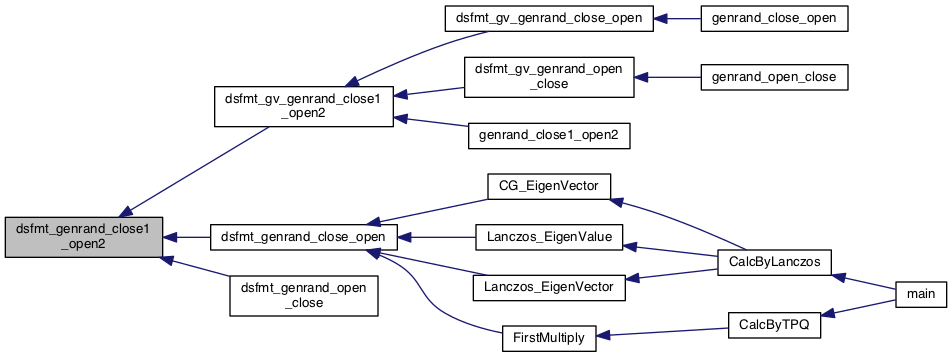 dsfmt_gv_genrand_close_open
genrand_close_open
dsfmt_gv_genrand_open
_close
genrand_open_close
dsfmt_gv_genrand_close1
_open2
genrand_close1_open2
CG_EigenVector
dsfmt_genrand_close1
_open2
dsfmt_genrand_close_open
Lanczos_EigenValue
CalcByLanczos
dsfmt_genrand_open
_close
Lanczos_EigenVector
main
FirstMultiply
CalcByTPQ